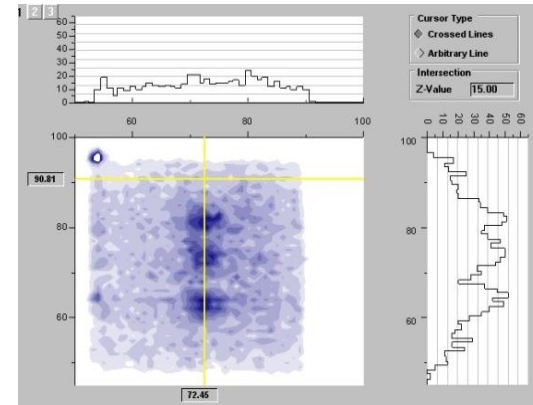 1 2 3
Cursor Type
Crossed Lines
Arbitrary Line
Intersection
Z-Value 15.00
60
50
40
30
20
10
0
60 80 100
0 10 20 30 40 50 60
100
90.81
80
60
72.45
100
80
60